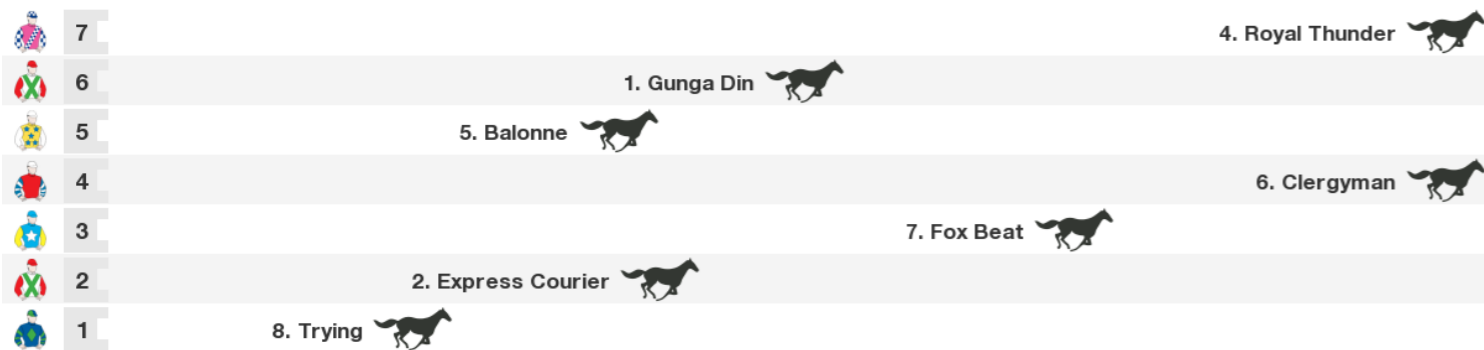 7 4. Royal Thunder
6 1. Gunga Din
5 5. Balonne
4 6. Clergyman
3 7. Fox Beat
2 2. Express Courier
1 8. Trying